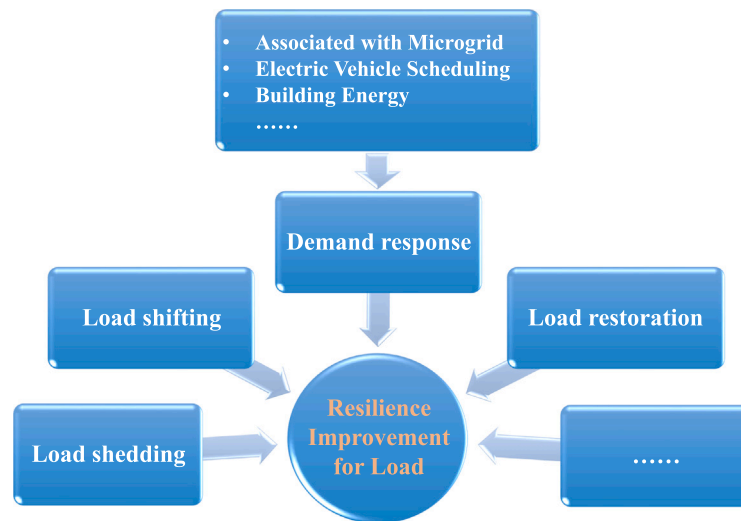 • Associated with Microgrid
• Electric Vehicle Scheduling
• Building Energy
......
Demand response
Load shifting
Load restoration
Resilience
Improvement
for Load
Load shedding
......